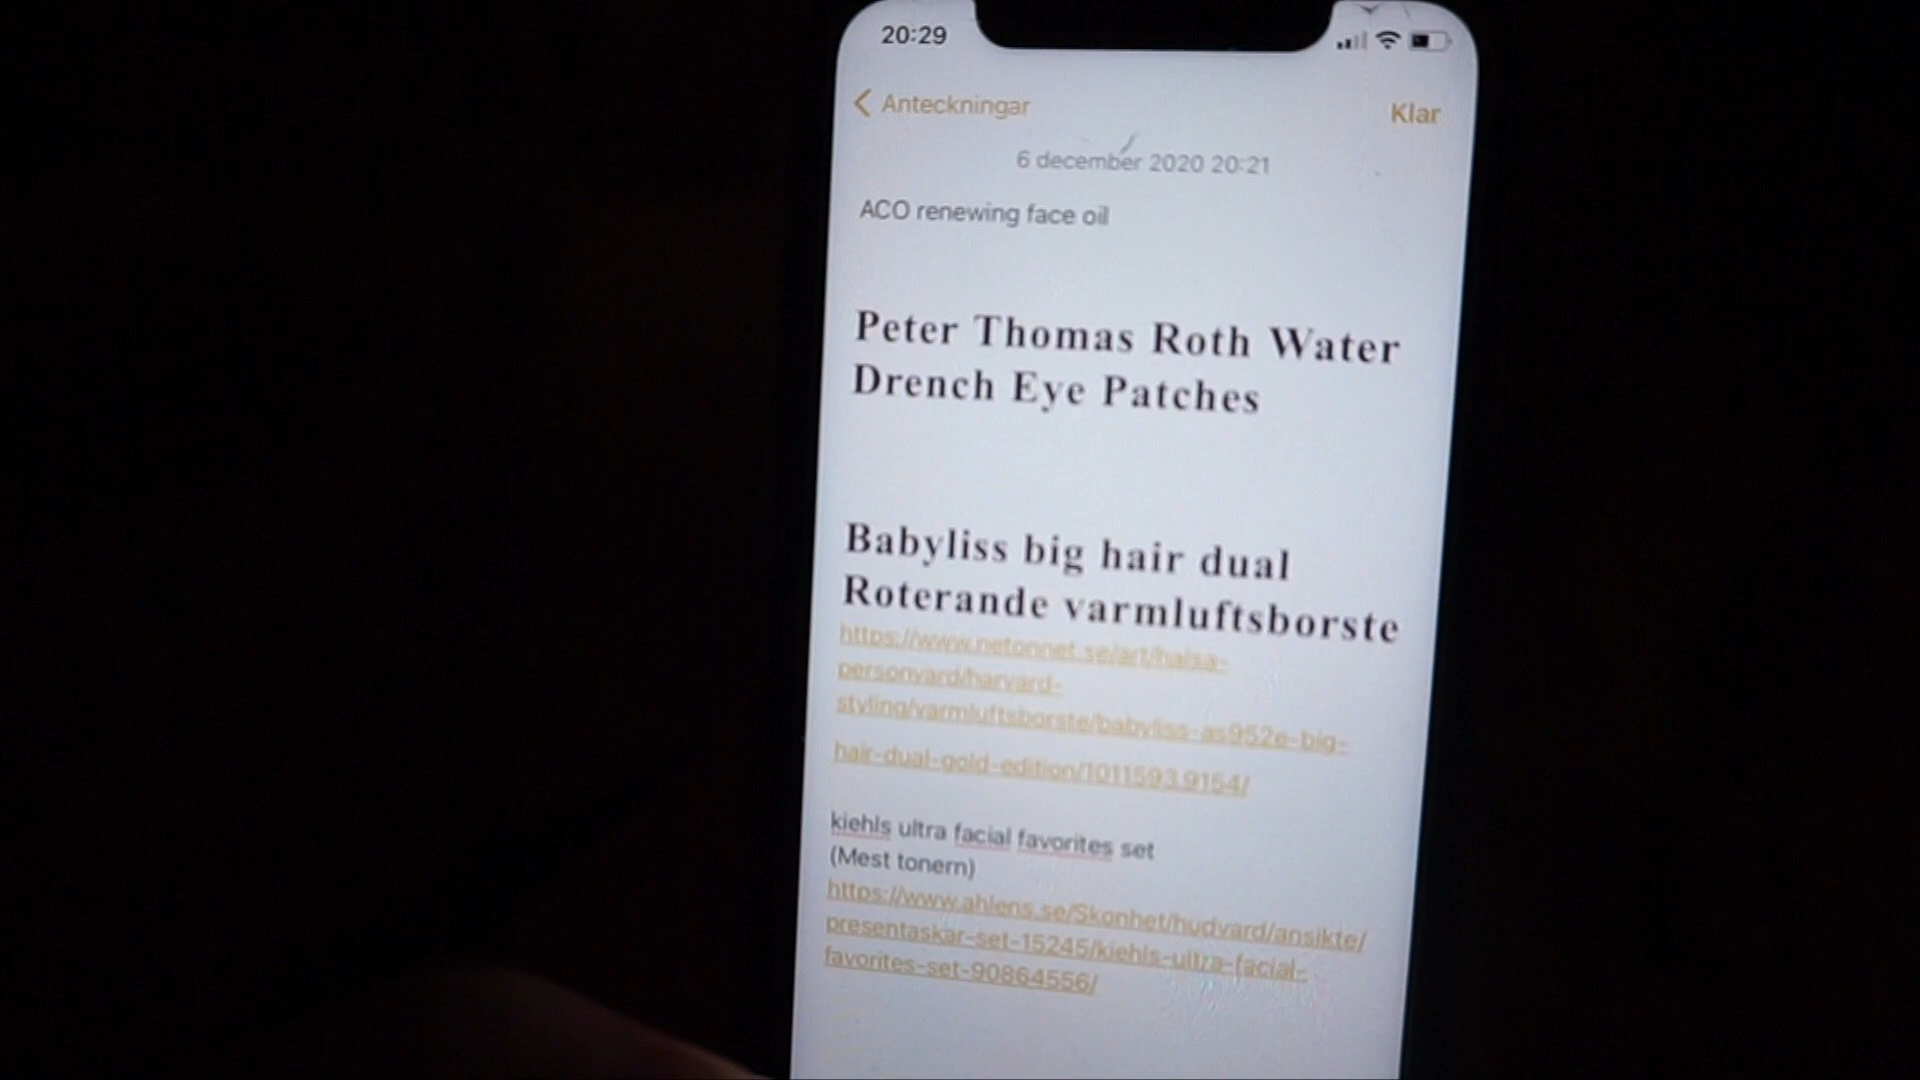 20:29
Anteckningar
Klar
6 december 2020 20:21
ACO renewing face oil
Peter Thomas Roth Water
Drench Eye Patches
Babyliss big hair dual
Roterande varmluftsborste
https://www.netonnet.se/art/halsa-
personvard/harvard-
styling/varmluftsborste/babyliss-as952e-big-
hair-dual-gold-edition/1011593.9154/
kiehls ultra facial favorites set
(Mest tonern)
https://www.ahlens.se/Skonhet/hudvard/ansikte/
presentaskar-set-15245/kiehls-ultra-facial-
favorites-set-90864556/